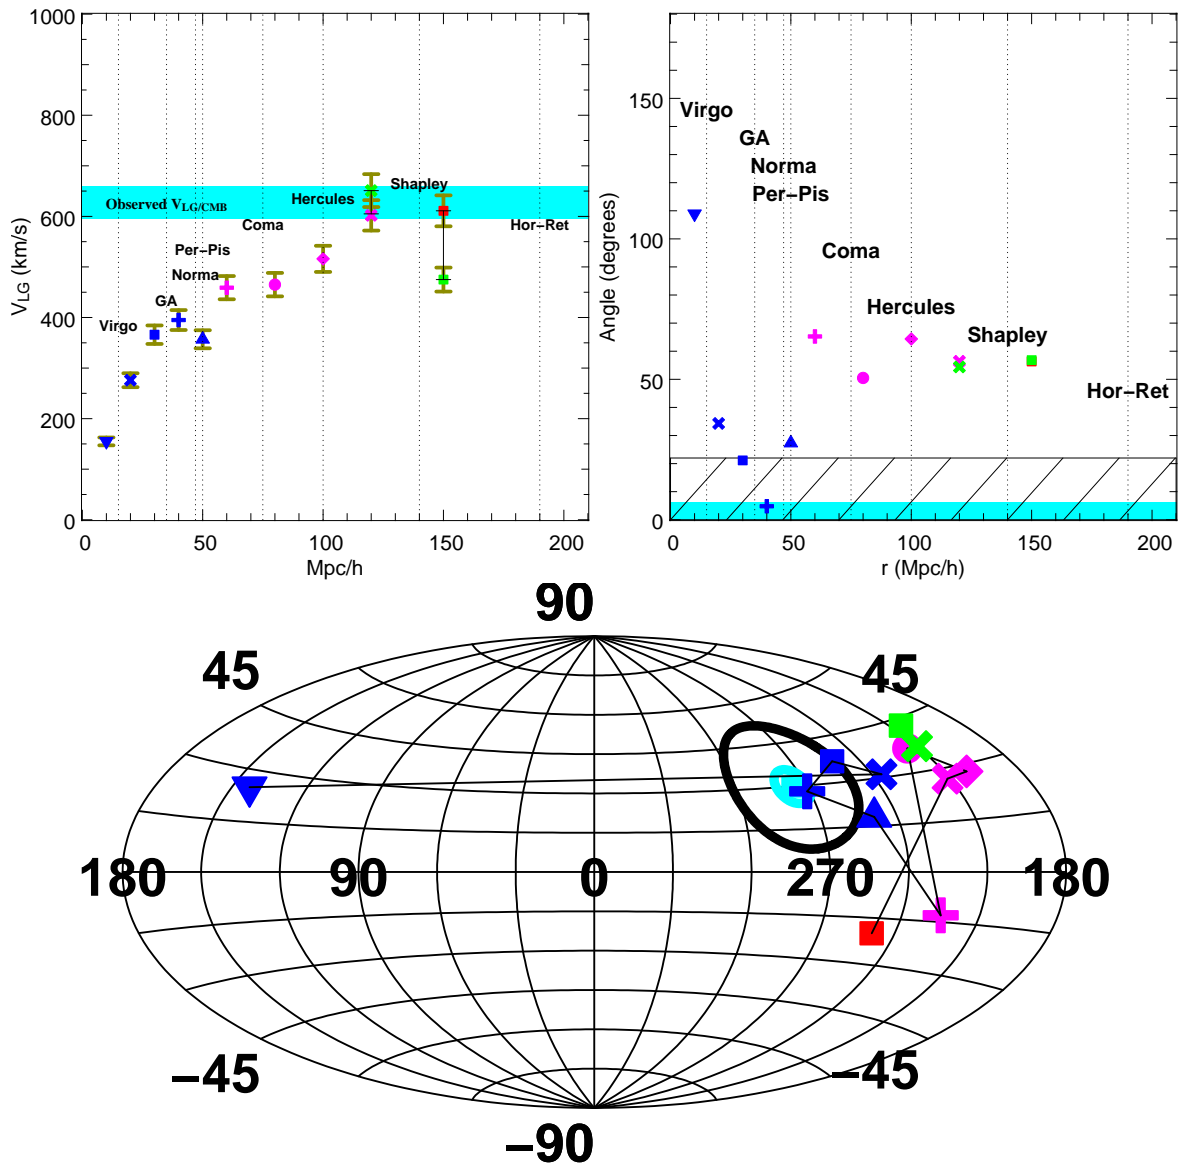 1000
800
600
400
200
0
V_LG (km/s)
Observed V_LG/CMB
Virgo
GA
Norma
Per−Pis
Coma
Hercules
Shapley
Hor−Ret
0 50 100 150 200
Mpc/h
150
100
50
0
Angle (degrees)
Virgo
GA
Norma
Per−Pis
Coma
Hercules
Shapley
Hor−Ret
0 50 100 150 200
r (Mpc/h)
90
45 45
180 90 0 270 180
−45 −45
−90